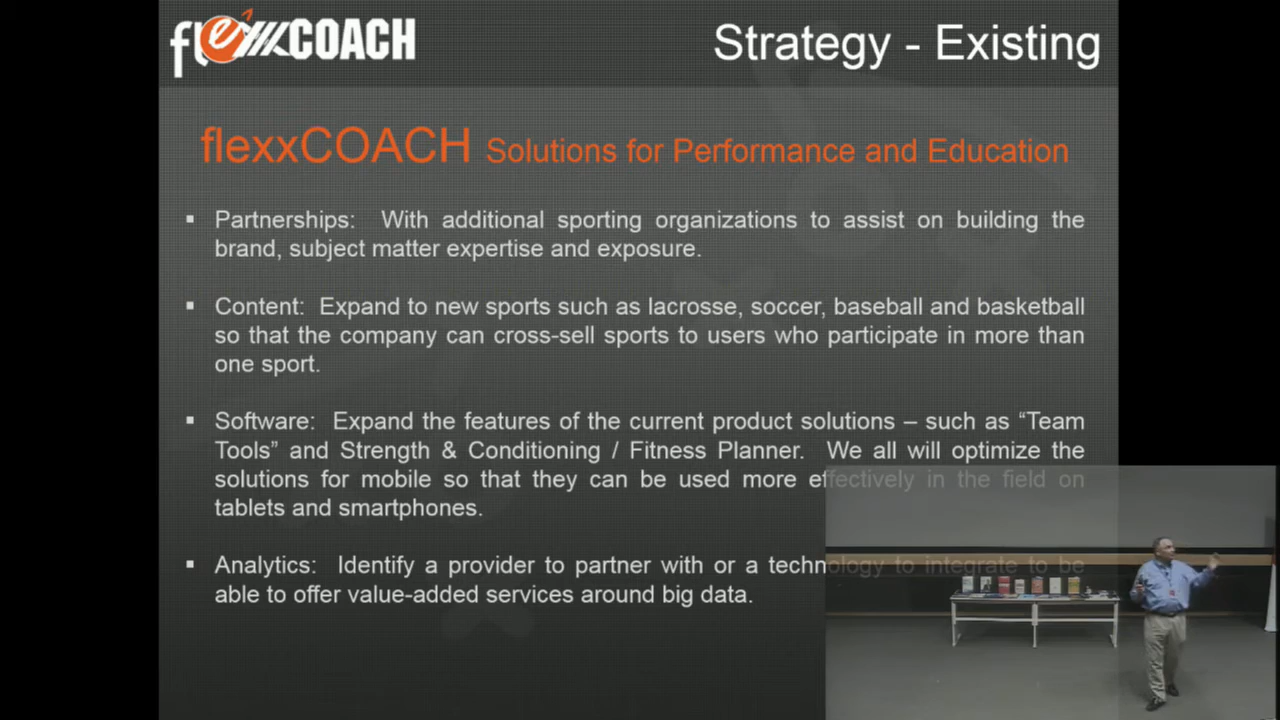 flexxCOACH
Strategy - Existing
flexxCOACH Solutions for Performance and Education
▪ Partnerships: With additional sporting organizations to assist on building the
brand, subject matter expertise and exposure.
▪ Content: Expand to new sports such as lacrosse, soccer, baseball and basketball
so that the company can cross-sell sports to users who participate in more than
one sport.
▪ Software: Expand the features of the current product solutions – such as “Team
Tools” and Strength & Conditioning / Fitness Planner. We all will optimize the
solutions for mobile so that they can be used more effectively in the field on
tablets and smartphones.
▪ Analytics: Identify a provider to partner with or a technology to integrate to be
able to offer value-added services around big data.